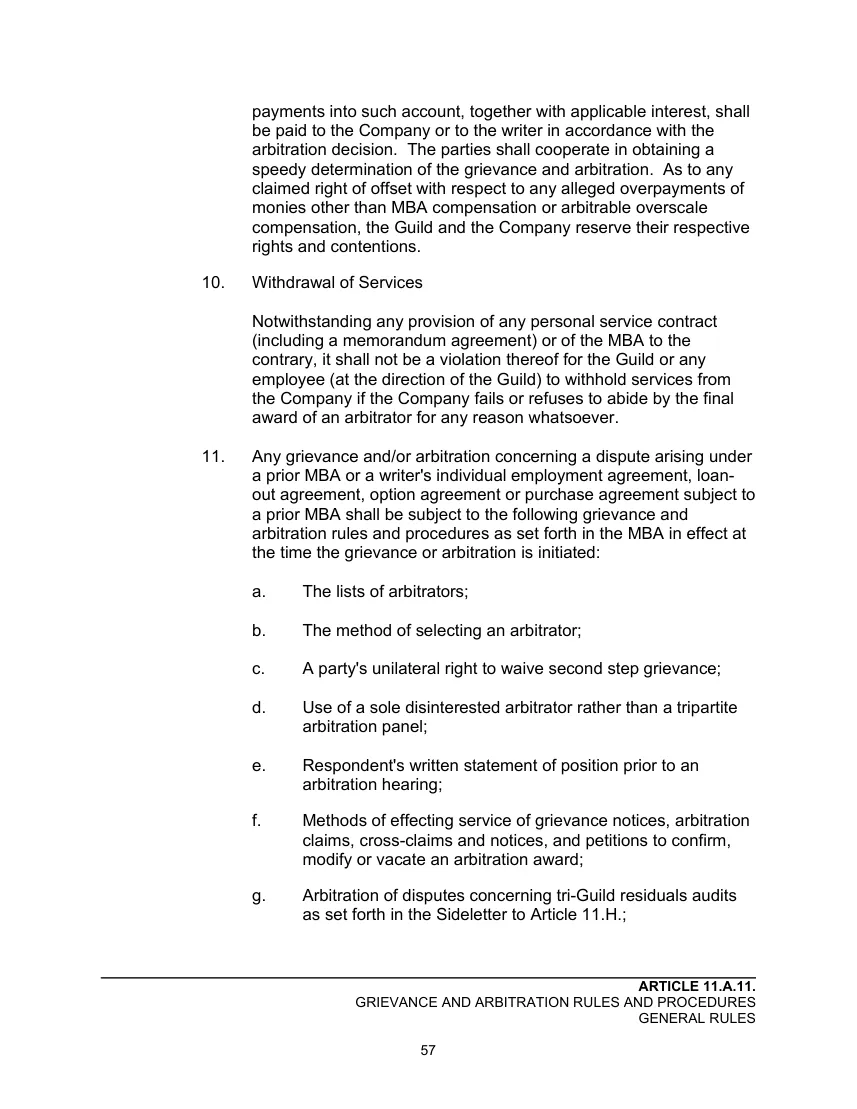 payments into such account, together with applicable interest, shall
be paid to the Company or to the writer in accordance with the
arbitration decision.  The parties shall cooperate in obtaining a
speedy determination of the grievance and arbitration.  As to any
claimed right of offset with respect to any alleged overpayments of
monies other than MBA compensation or arbitrable overscale
compensation, the Guild and the Company reserve their respective
rights and contentions.
10. Withdrawal of Services
Notwithstanding any provision of any personal service contract
(including a memorandum agreement) or of the MBA to the
contrary, it shall not be a violation thereof for the Guild or any
employee (at the direction of the Guild) to withhold services from
the Company if the Company fails or refuses to abide by the final
award of an arbitrator for any reason whatsoever.
11. Any grievance and/or arbitration concerning a dispute arising under
a prior MBA or a writer's individual employment agreement, loan-
out agreement, option agreement or purchase agreement subject to
a prior MBA shall be subject to the following grievance and
arbitration rules and procedures as set forth in the MBA in effect at
the time the grievance or arbitration is initiated:
a. The lists of arbitrators;
b. The method of selecting an arbitrator;
c. A party's unilateral right to waive second step grievance;
d. Use of a sole disinterested arbitrator rather than a tripartite
arbitration panel;
e. Respondent's written statement of position prior to an
arbitration hearing;
f. Methods of effecting service of grievance notices, arbitration
claims, cross-claims and notices, and petitions to confirm,
modify or vacate an arbitration award;
g. Arbitration of disputes concerning tri-Guild residuals audits
as set forth in the Sideletter to Article 11.H.;
ARTICLE 11.A.11.
GRIEVANCE AND ARBITRATION RULES AND PROCEDURES
GENERAL RULES
57